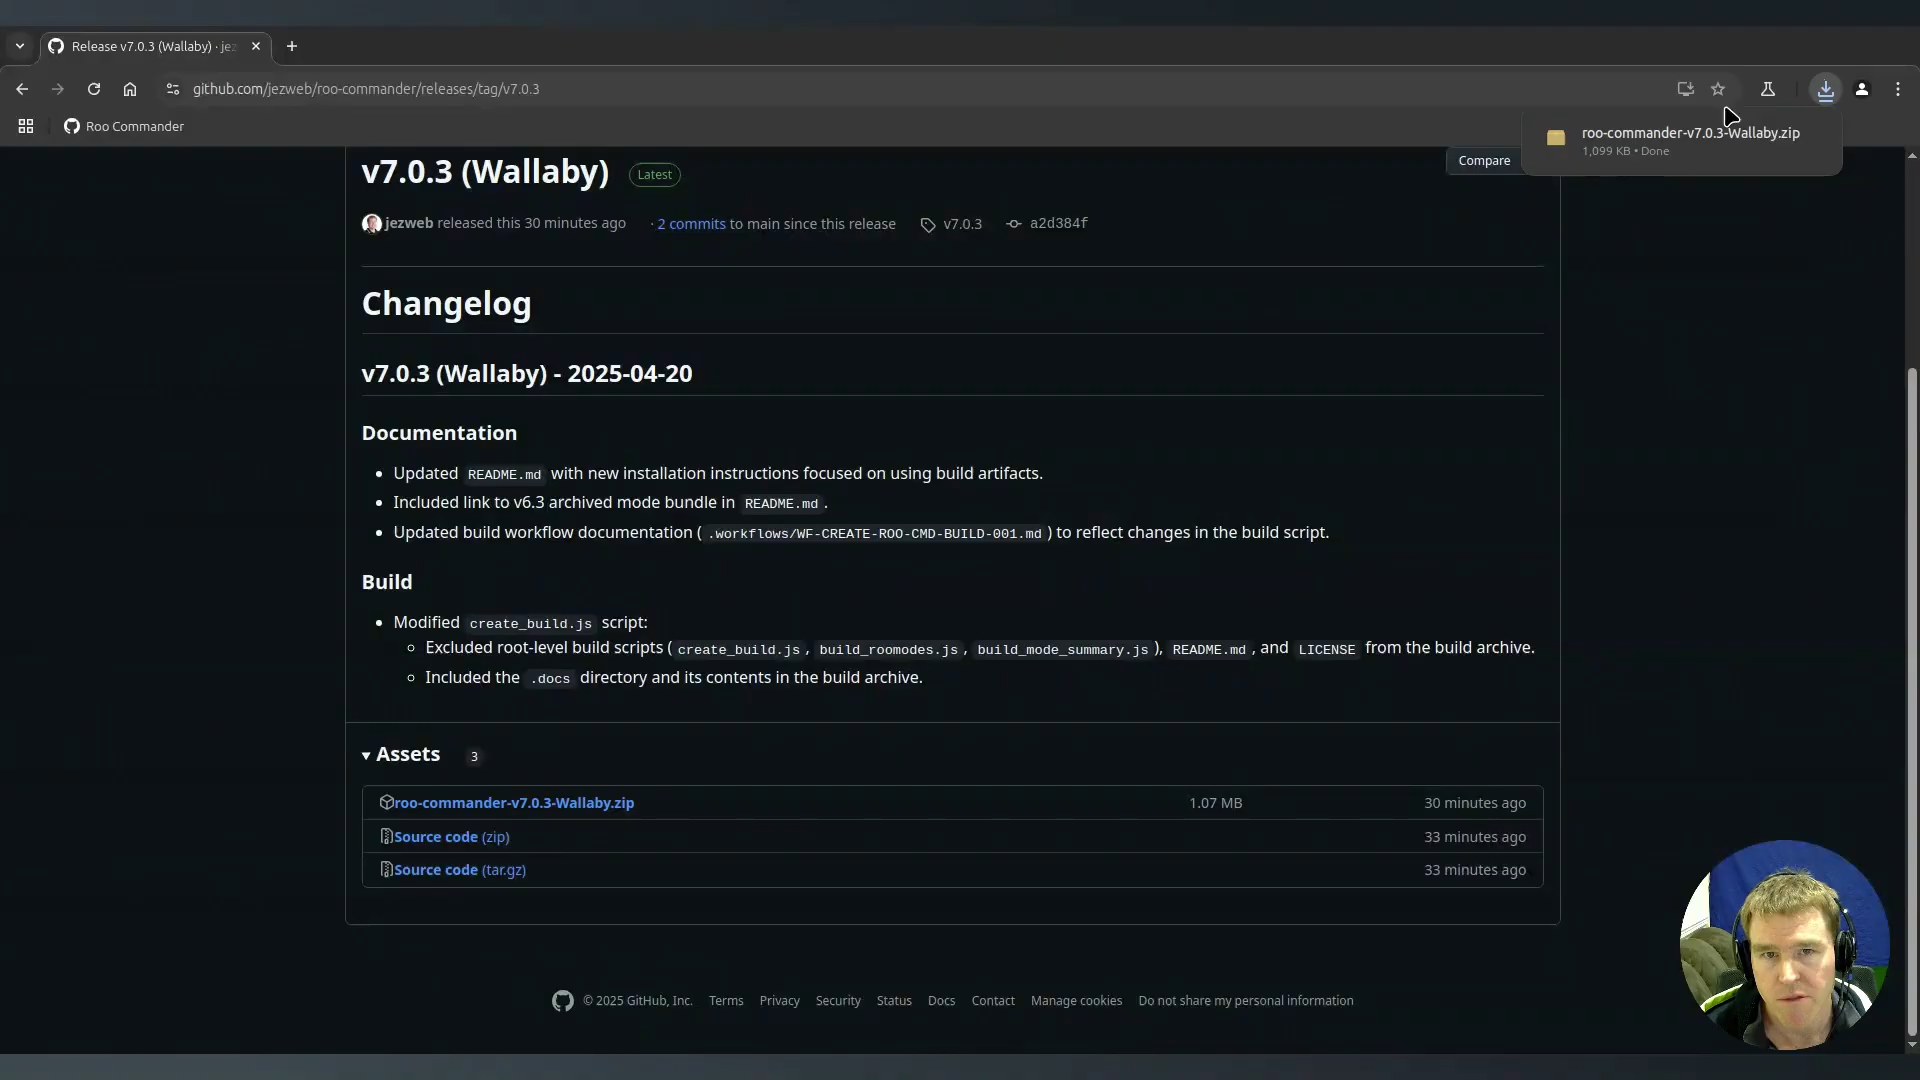 Release v7.0.3 (Wallaby) · jez
github.com/jezweb/roo-commander/releases/tag/v7.0.3
Roo Commander
roo-commander-v7.0.3-Wallaby.zip
1,099 KB • Done
v7.0.3 (Wallaby) Latest
Compare
jezweb released this 30 minutes ago · 2 commits to main since this release v7.0.3 a2d384f
Changelog
v7.0.3 (Wallaby) - 2025-04-20
Documentation
• Updated README.md with new installation instructions focused on using build artifacts.
• Included link to v6.3 archived mode bundle in README.md.
• Updated build workflow documentation (.workflows/WF-CREATE-ROO-CMD-BUILD-001.md) to reflect changes in the build script.
Build
• Modified create_build.js script:
○ Excluded root-level build scripts (create_build.js, build_roomodes.js, build_mode_summary.js), README.md, and LICENSE from the build archive.
○ Included the .docs directory and its contents in the build archive.
Assets 3
roo-commander-v7.0.3-Wallaby.zip 1.07 MB 30 minutes ago
Source code (zip) 33 minutes ago
Source code (tar.gz) 33 minutes ago
© 2025 GitHub, Inc. Terms Privacy Security Status Docs Contact Manage cookies Do not share my personal information